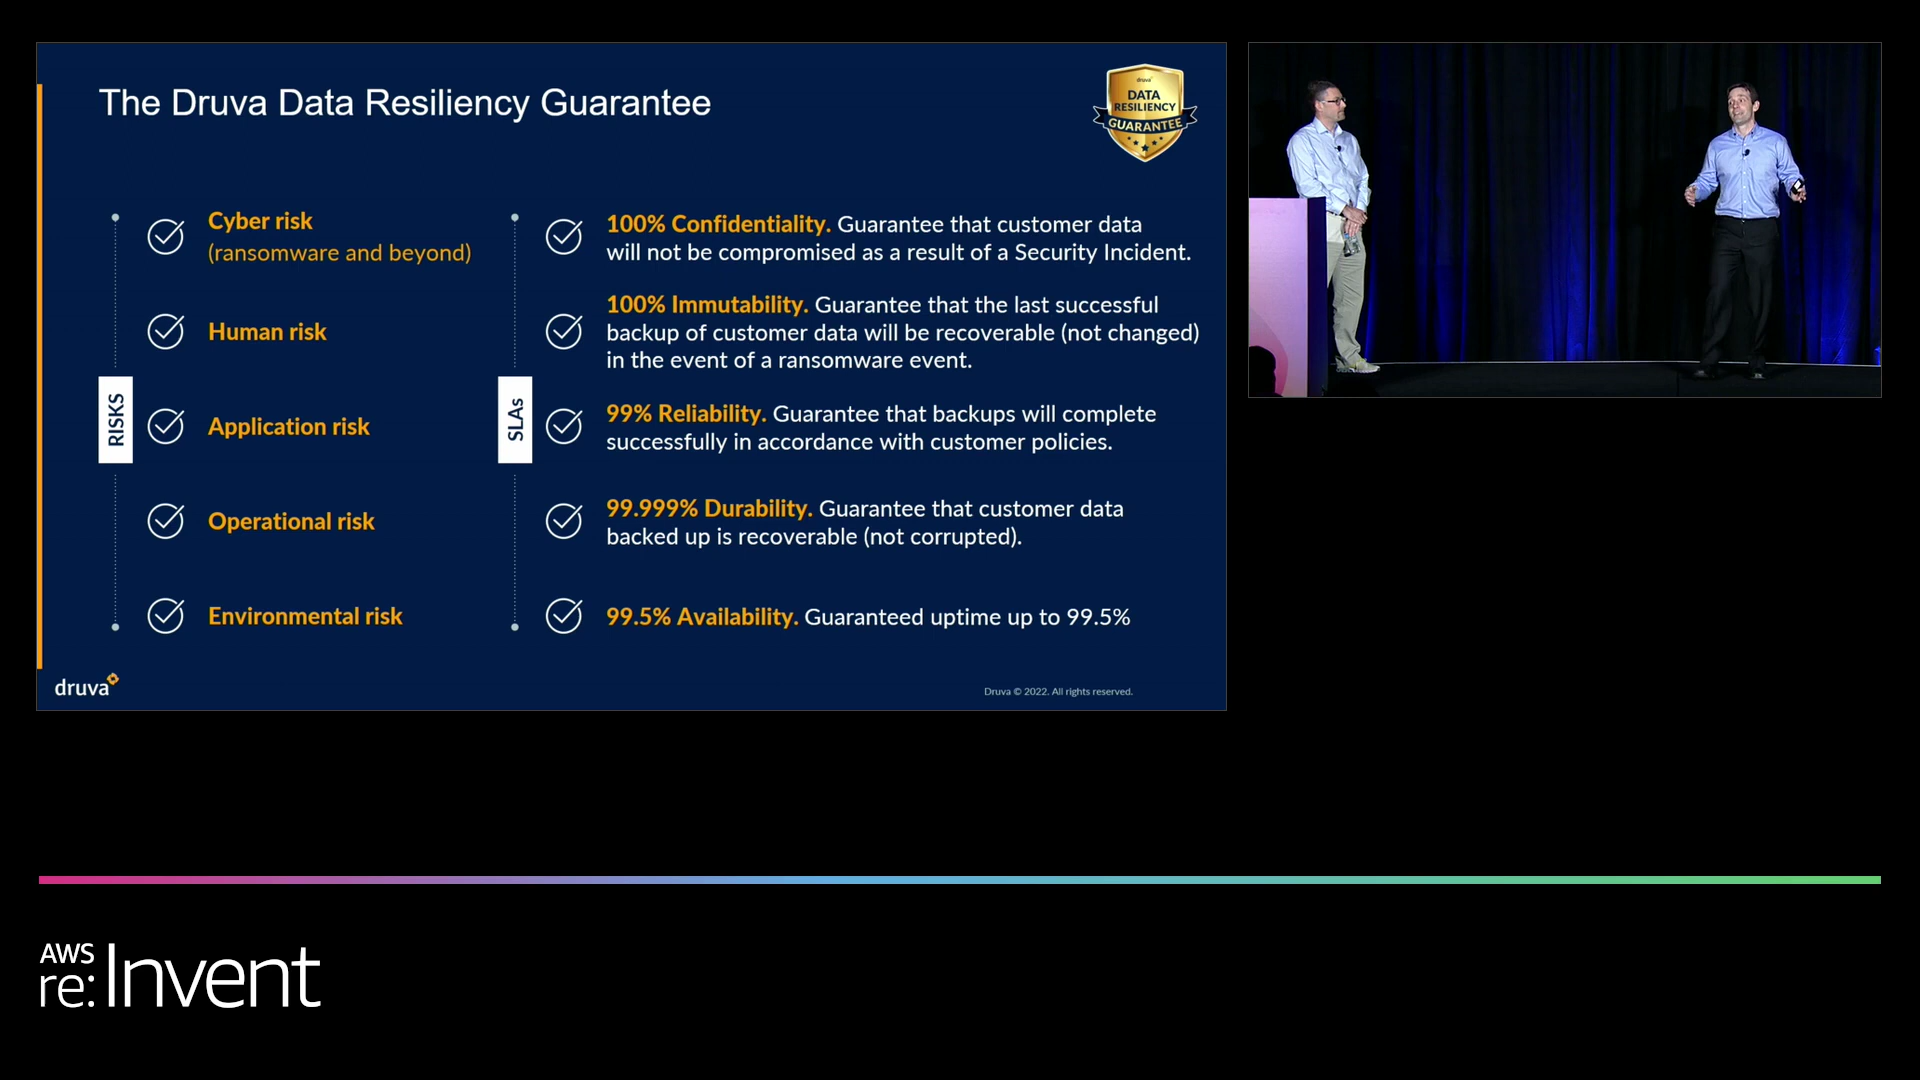 The Druva Data Resiliency Guarantee
druva
DATA
RESILIENCY
GUARANTEE
RISKS
Cyber risk
(ransomware and beyond)
Human risk
Application risk
Operational risk
Environmental risk
SLAs
100% Confidentiality. Guarantee that customer data
will not be compromised as a result of a Security Incident.
100% Immutability. Guarantee that the last successful
backup of customer data will be recoverable (not changed)
in the event of a ransomware event.
99% Reliability. Guarantee that backups will complete
successfully in accordance with customer policies.
99.999% Durability. Guarantee that customer data
backed up is recoverable (not corrupted).
99.5% Availability. Guaranteed uptime up to 99.5%
druva
Druva © 2022. All rights reserved.
AWS
re:Invent